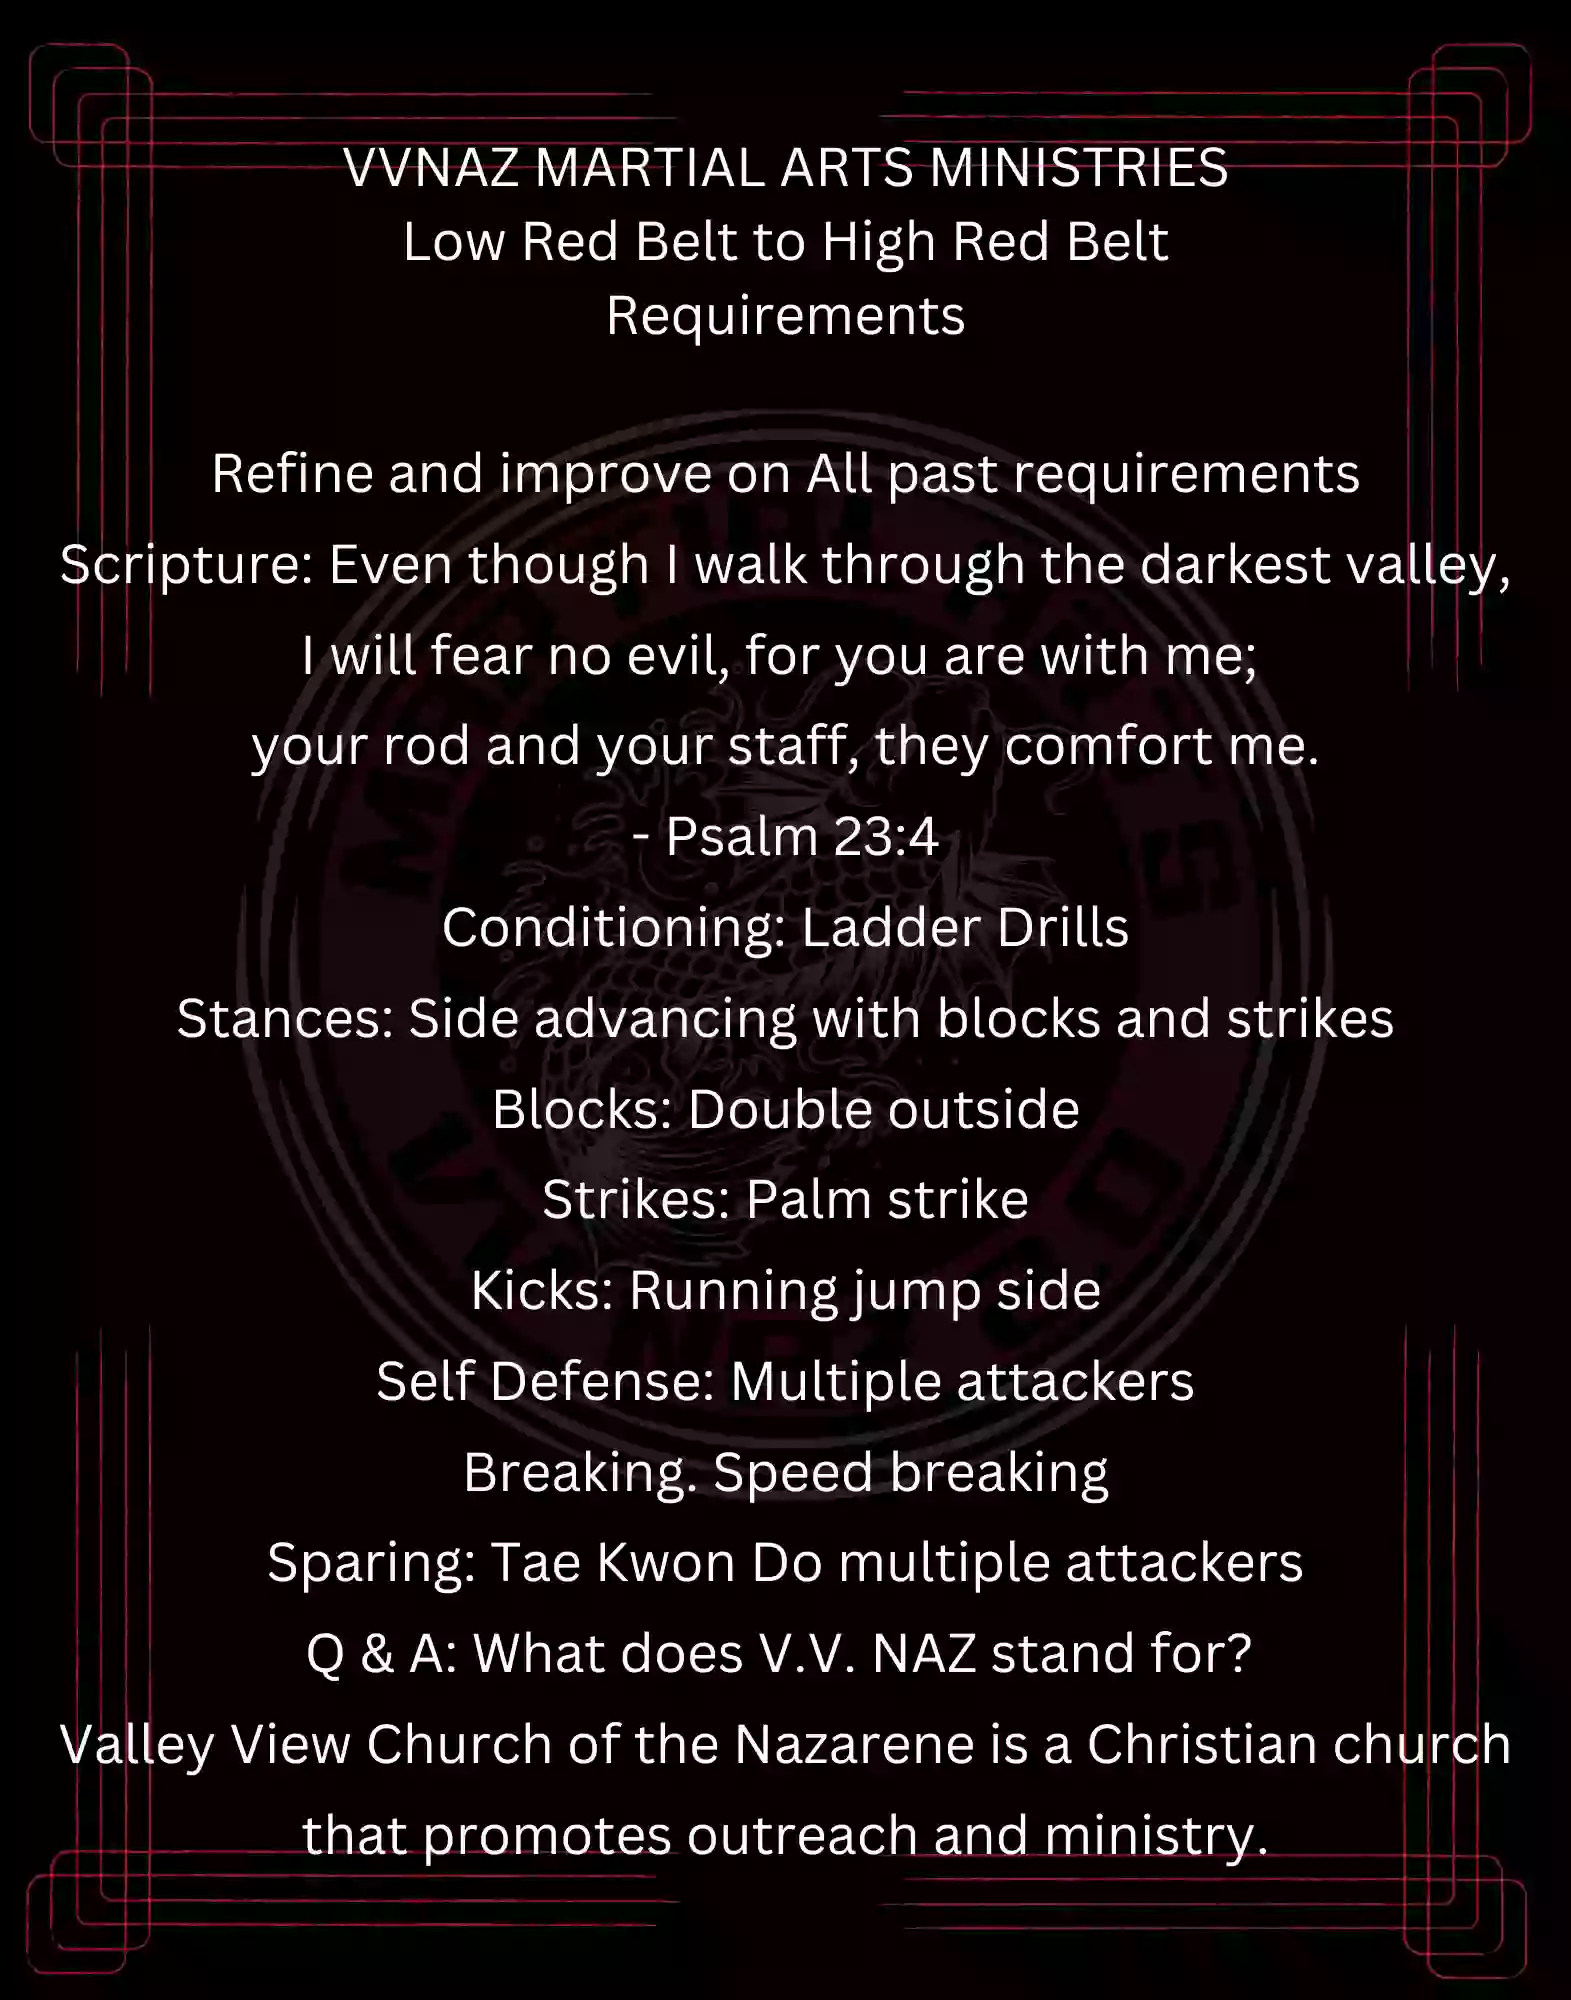 VVNAZ MARTIAL ARTS MINISTRIES
Low Red Belt to High Red Belt
Requirements
Refine and improve on All past requirements
Scripture: Even though I walk through the darkest valley,
I will fear no evil, for you are with me;
your rod and your staff, they comfort me.
- Psalm 23:4
Conditioning: Ladder Drills
Stances: Side advancing with blocks and strikes
Blocks: Double outside
Strikes: Palm strike
Kicks: Running jump side
Self Defense: Multiple attackers
Breaking. Speed breaking
Sparing: Tae Kwon Do multiple attackers
Q & A: What does V.V. NAZ stand for?
Valley View Church of the Nazarene is a Christian church
that promotes outreach and ministry.